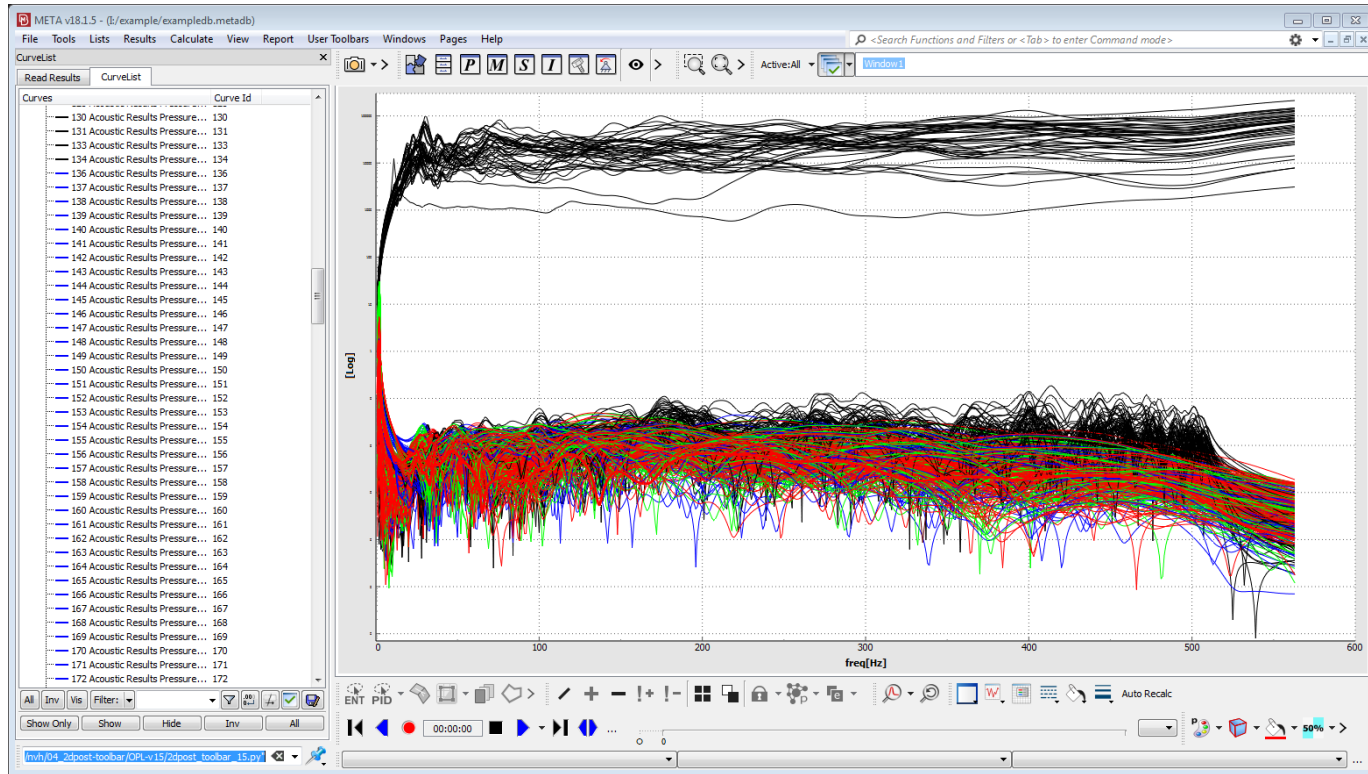 META v18.1.5 - (I:/example/exampledb.metadb)
File Tools Lists Results Calculate View Report User Toolbars Windows Pages Help
<Search Functions and Filters or <Tab> to enter Command mode>
CurveList
Read Results CurveList
Active:All Window1
Curves Curve Id
130 Acoustic Results Pressure... 130
131 Acoustic Results Pressure... 131
133 Acoustic Results Pressure... 133
134 Acoustic Results Pressure... 134
136 Acoustic Results Pressure... 136
137 Acoustic Results Pressure... 137
138 Acoustic Results Pressure... 138
139 Acoustic Results Pressure... 139
140 Acoustic Results Pressure... 140
141 Acoustic Results Pressure... 141
142 Acoustic Results Pressure... 142
143 Acoustic Results Pressure... 143
144 Acoustic Results Pressure... 144
145 Acoustic Results Pressure... 145
146 Acoustic Results Pressure... 146
147 Acoustic Results Pressure... 147
148 Acoustic Results Pressure... 148
149 Acoustic Results Pressure... 149
150 Acoustic Results Pressure... 150
151 Acoustic Results Pressure... 151
152 Acoustic Results Pressure... 152
153 Acoustic Results Pressure... 153
154 Acoustic Results Pressure... 154
155 Acoustic Results Pressure... 155
156 Acoustic Results Pressure... 156
157 Acoustic Results Pressure... 157
158 Acoustic Results Pressure... 158
159 Acoustic Results Pressure... 159
160 Acoustic Results Pressure... 160
161 Acoustic Results Pressure... 161
162 Acoustic Results Pressure... 162
163 Acoustic Results Pressure... 163
164 Acoustic Results Pressure... 164
165 Acoustic Results Pressure... 165
166 Acoustic Results Pressure... 166
167 Acoustic Results Pressure... 167
168 Acoustic Results Pressure... 168
169 Acoustic Results Pressure... 169
170 Acoustic Results Pressure... 170
171 Acoustic Results Pressure... 171
172 Acoustic Results Pressure... 172
[Log]
0 100 200 300 400 500 600
freq[Hz]
All Inv Vis Filter:
Show Only Show Hide Inv All
/nvh/04_2dpost-toolbar/OPL-v15/2dpost_toolbar_15.py"
ENT PID Auto Recalc
00:00:00 ... 50%
O 0